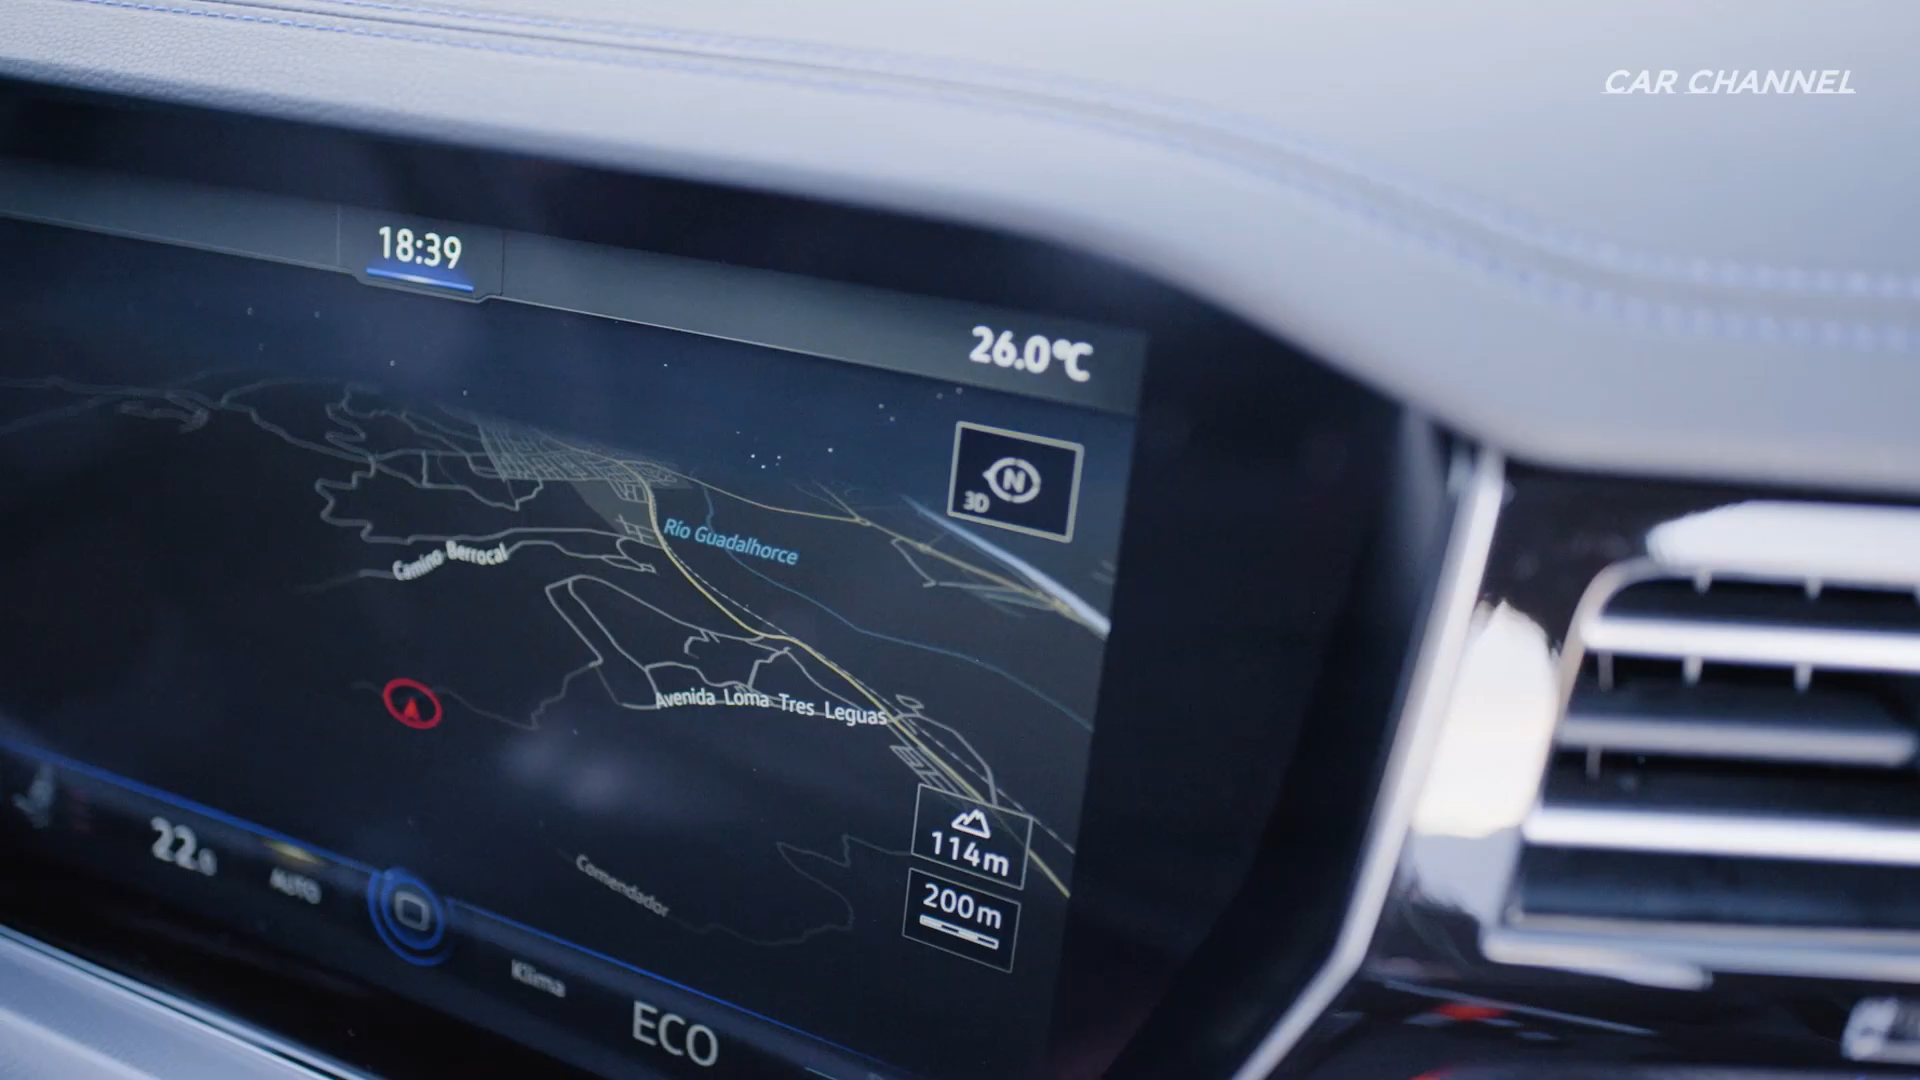 CAR CHANNEL
18:39
26.0°C
N
3D
Río Guadalhorce
Camino Berrocal
Avenida Loma Tres Leguas
114m
200m
Comendador
22.
AUTO
Klima
ECO